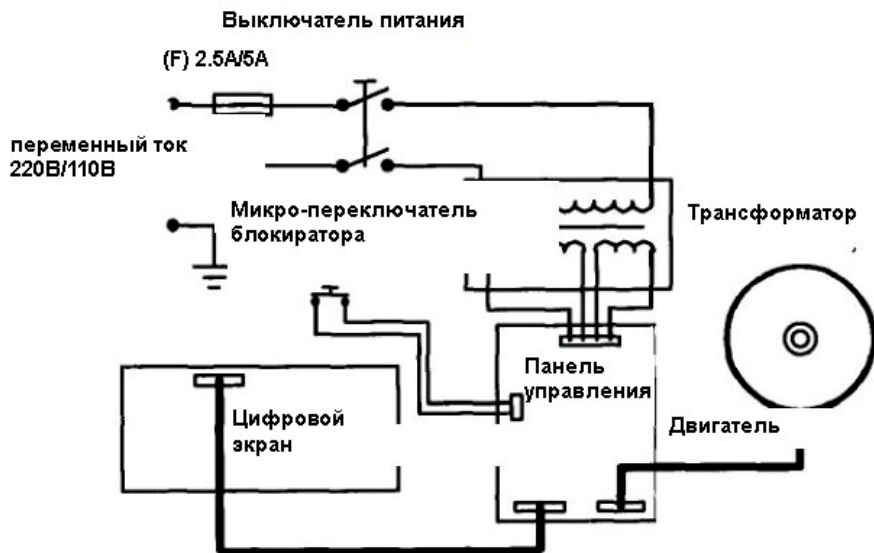 Выключатель питания
(F) 2.5A/5A
переменный ток
220В/110В
Микро-переключатель
блокиратора
Трансформатор
Панель
управления
Цифровой
экран
Двигатель